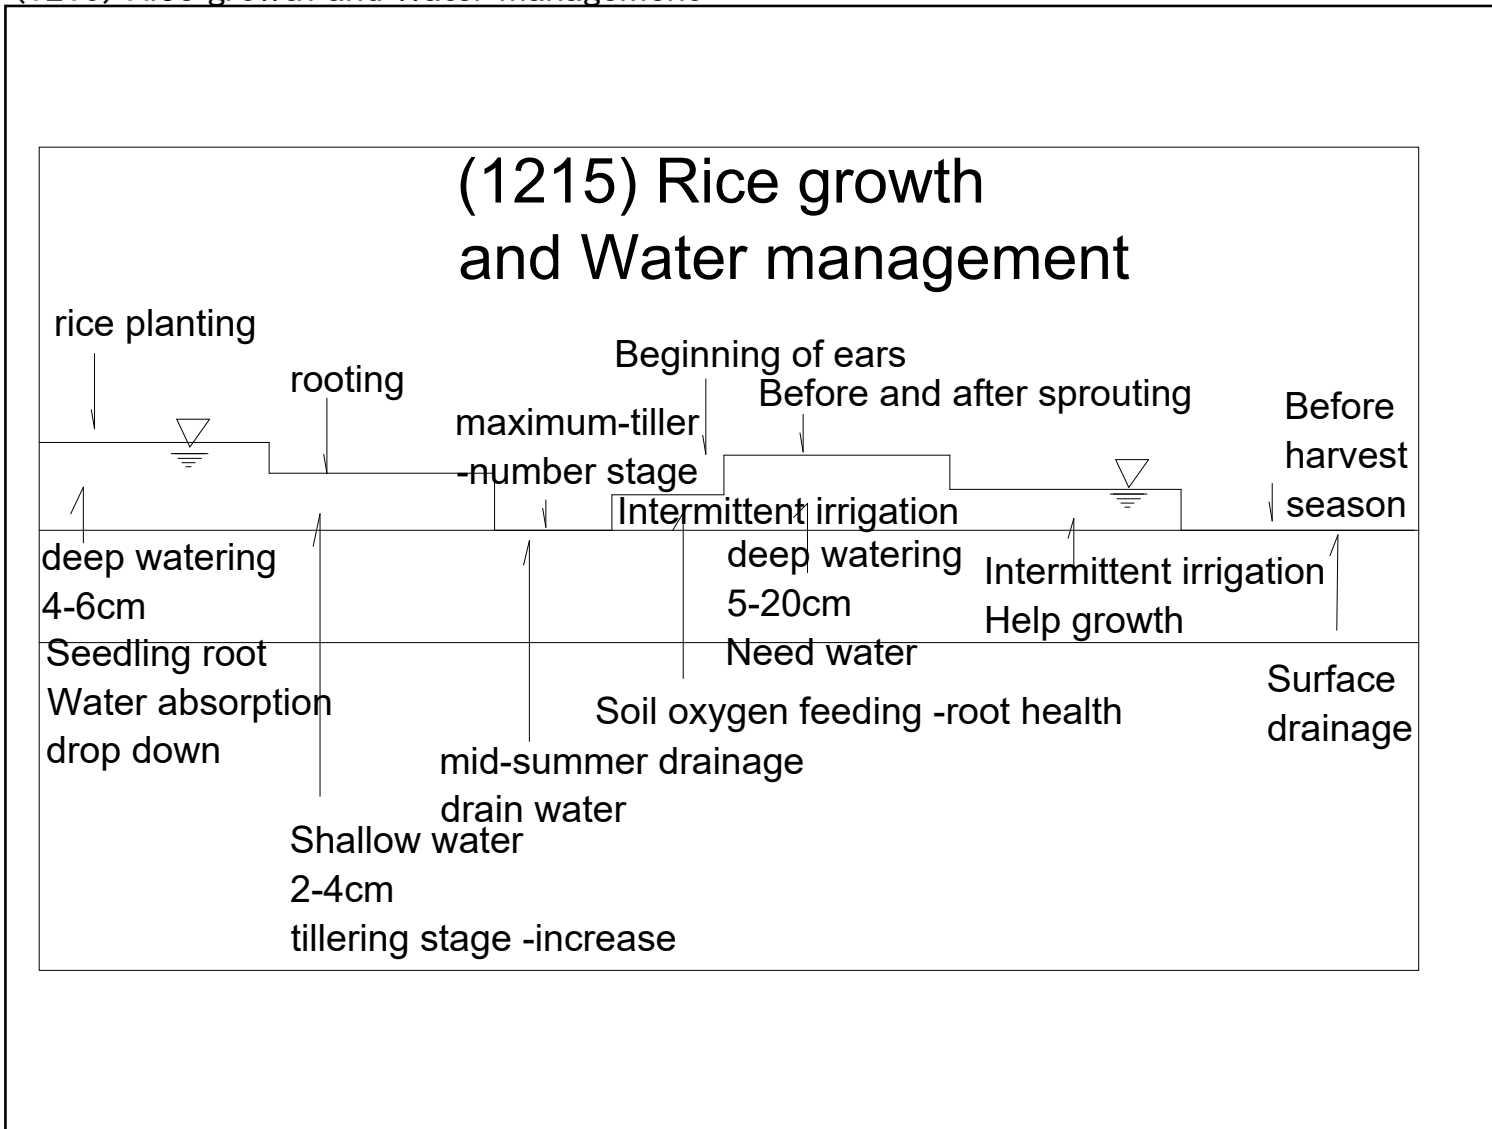 (1215) Rice growth
and Water management
rice planting
rooting
maximum-tiller
-number stage
Beginning of ears
Before and after sprouting
Before
harvest
season
Intermittent irrigation
deep watering
4-6cm
Seedling root
Water absorption
drop down
deep watering
5-20cm
Need water
Intermittent irrigation
Help growth
Soil oxygen feeding -root health
Surface
drainage
mid-summer drainage
drain water
Shallow water
2-4cm
tillering stage -increase